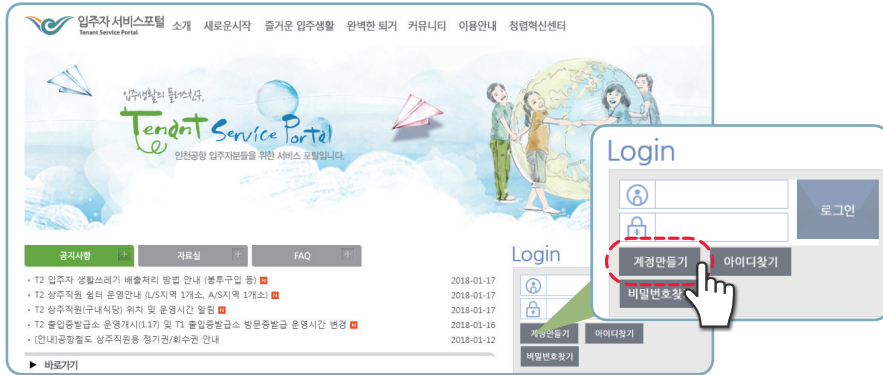 입주자 서비스포털
Tenant Service Portal
소개 새로운시작 즐거운 입주생활 완벽한 퇴거 커뮤니티 이용안내 청렴혁신센터
입주생활의 플러스친구,
Tenant Service Portal
인천공항 입주자분들을 위한 서비스 포털입니다.
공지사항 자료실 FAQ
T2 입주자 생활쓰레기 배출처리 방법 안내 (봉투구입 등) N 2018-01-17
T2 상주직원 쉼터 운영안내 (L/S지역 1개소, A/S지역 1개소) N 2018-01-17
T2 상주직원(구내식당) 위치 및 운영시간 알림 N 2018-01-17
T2 출입증발급소 운영개시(1.17) 및 T1 출입증발급소 방문증발급 운영시간 변경 N 2018-01-16
[안내]공항철도 상주직원용 정기권/회수권 안내 2018-01-12
▶ 바로가기
Login
계정만들기 아이디찾기
비밀번호찾기
Login
로그인
계정만들기 아이디찾기
비밀번호찾